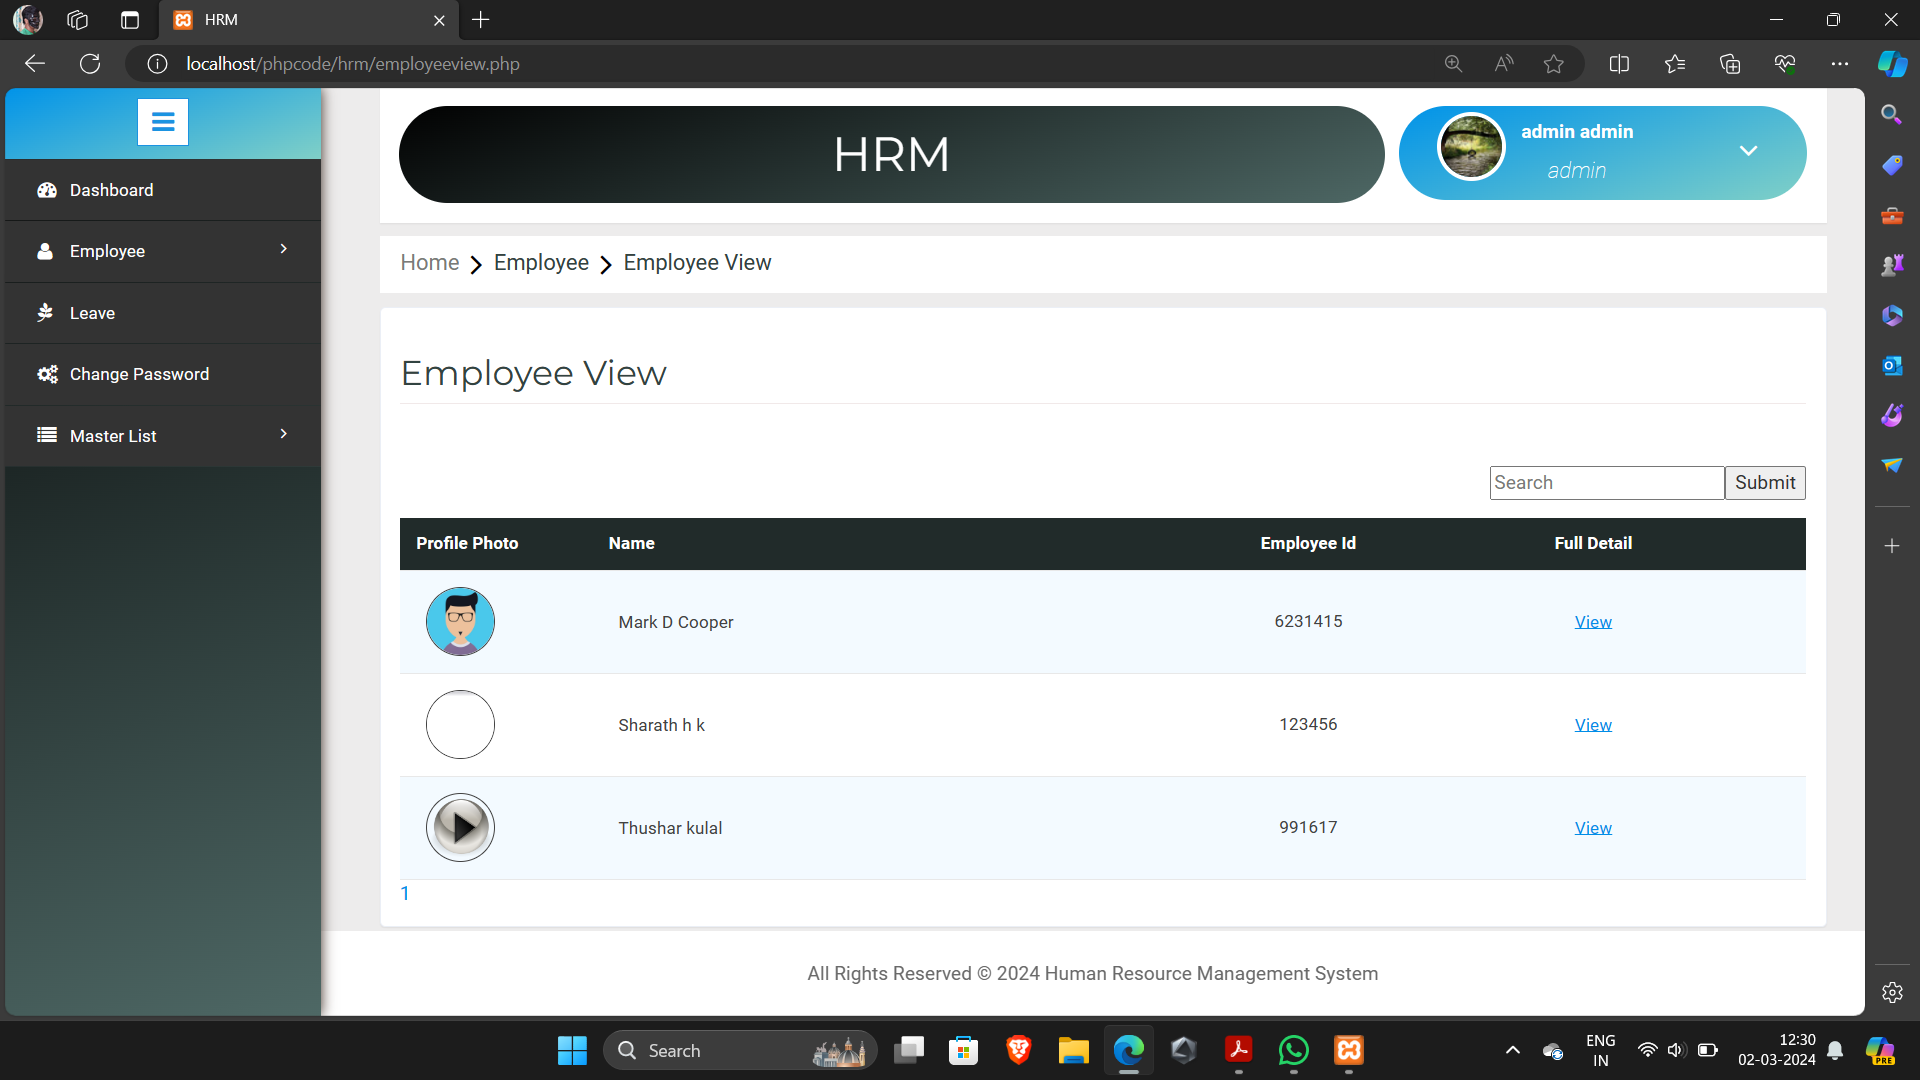 HRM
localhost/phpcode/hrm/employeeview.php
HRM
admin admin
admin
Dashboard
Employee
Leave
Change Password
Master List
Home
Employee
Employee View
Employee View
Search
Submit
Profile Photo Name Employee Id Full Detail
Mark D Cooper 6231415 View
Sharath h k 123456 View
Thushar kulal 991617 View
1
All Rights Reserved © 2024 Human Resource Management System
Search
ENG
IN
12:30
02-03-2024
PRE